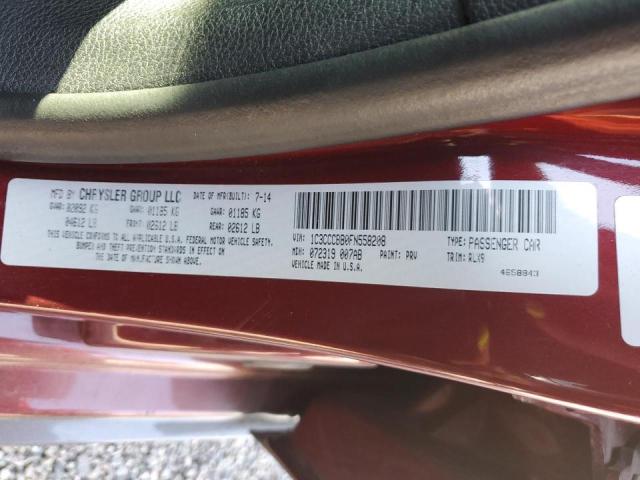 MFD BY: CHRYSLER GROUP LLC DATE OF MFR(BUILT): 7-14
GVWR: 02092 KG GAWR: 01185 KG GAWR: 01185 KG
04612 LB FRONT: 02612 LB REAR: 02612 LB
THIS VEHICLE CONFORMS TO ALL APPLICABLE U.S.A. FEDERAL MOTOR VEHICLE SAFETY,
BUMPER, AND THEFT PREVENTION STANDARDS IN EFFECT ON
THE DATE OF MANUFACTURE SHOWN ABOVE.
VIN: 1C3CCCBB0FN558208 TYPE: PASSENGER CAR
MDH: 072319 007AB PAINT: PRV TRIM: RLX9
VEHICLE MADE IN U.S.A. 4658843